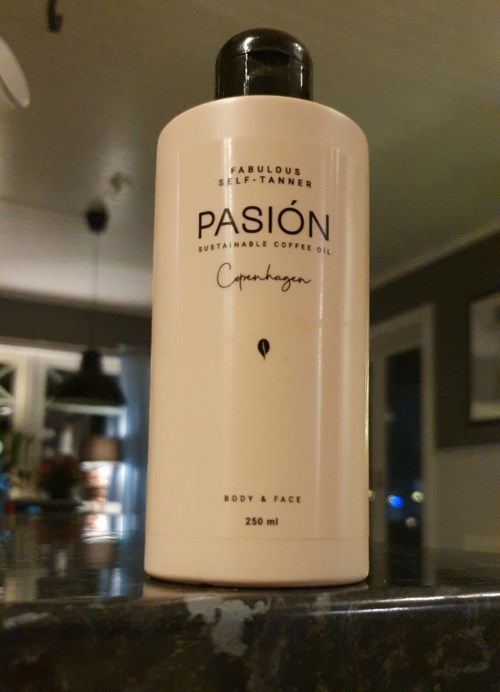 FABULOUS
SELF-TANNER
PASIÓN
SUSTAINABLE COFFEE OIL
Copenhagen
BODY & FACE
250 ml